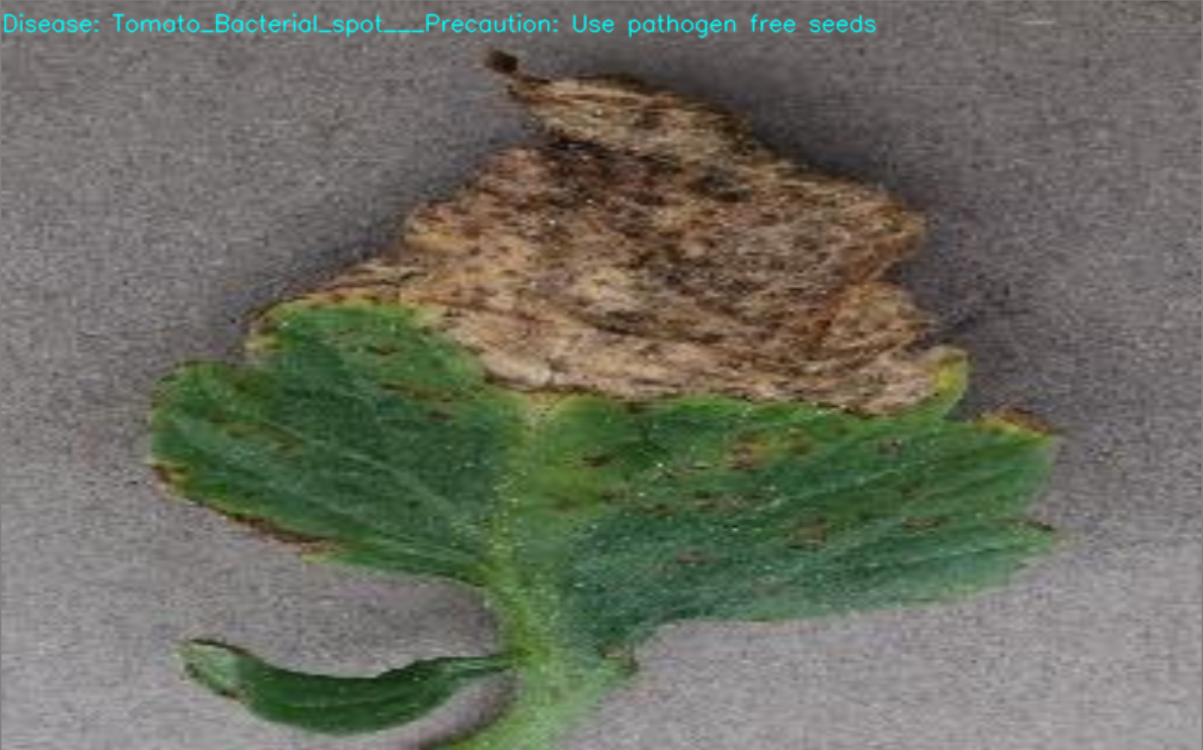 Disease: Tomato_Bacterial_spot___Precaution: Use pathogen free seeds